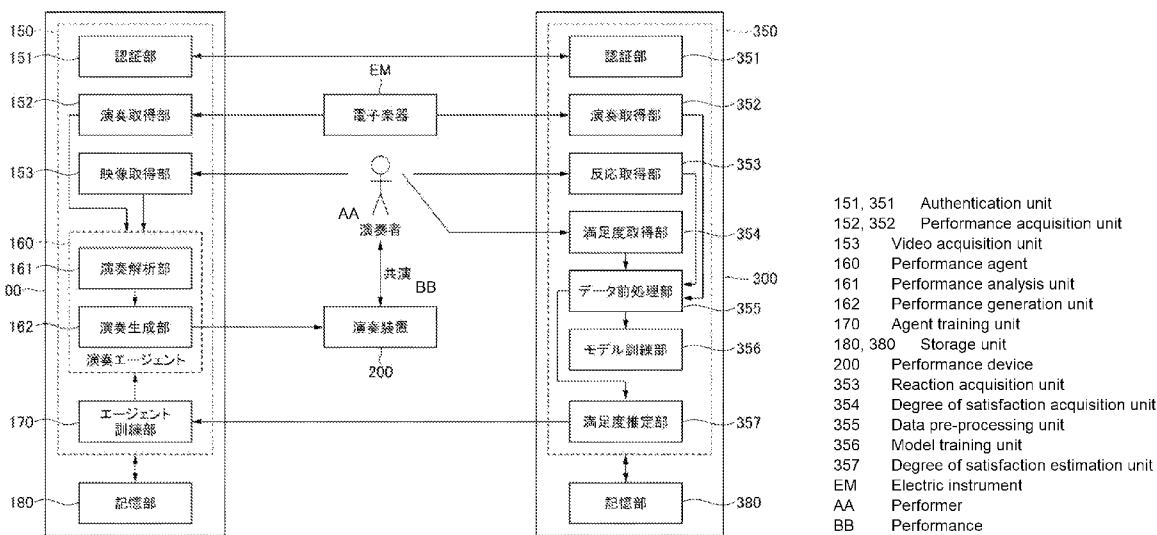 150
350
認証部
認証部
151
351
EM
152
演奏取得部
電子楽器
演奏取得部
352
153
映像取得部
反応取得部
353
AA
演奏者
満足度取得部
354
160
161
演奏解析部
共演
BB
データ前処理部
300
00
355
162
演奏生成部
演奏装置
モデル訓練部
356
演奏エージェント
200
170
エージェント
訓練部
満足度推定部
357
180
記憶部
記憶部
380
151, 351 Authentication unit
152, 352 Performance acquisition unit
153 Video acquisition unit
160 Performance agent
161 Performance analysis unit
162 Performance generation unit
170 Agent training unit
180, 380 Storage unit
200 Performance device
353 Reaction acquisition unit
354 Degree of satisfaction acquisition unit
355 Data pre-processing unit
356 Model training unit
357 Degree of satisfaction estimation unit
EM Electric instrument
AA Performer
BB Performance